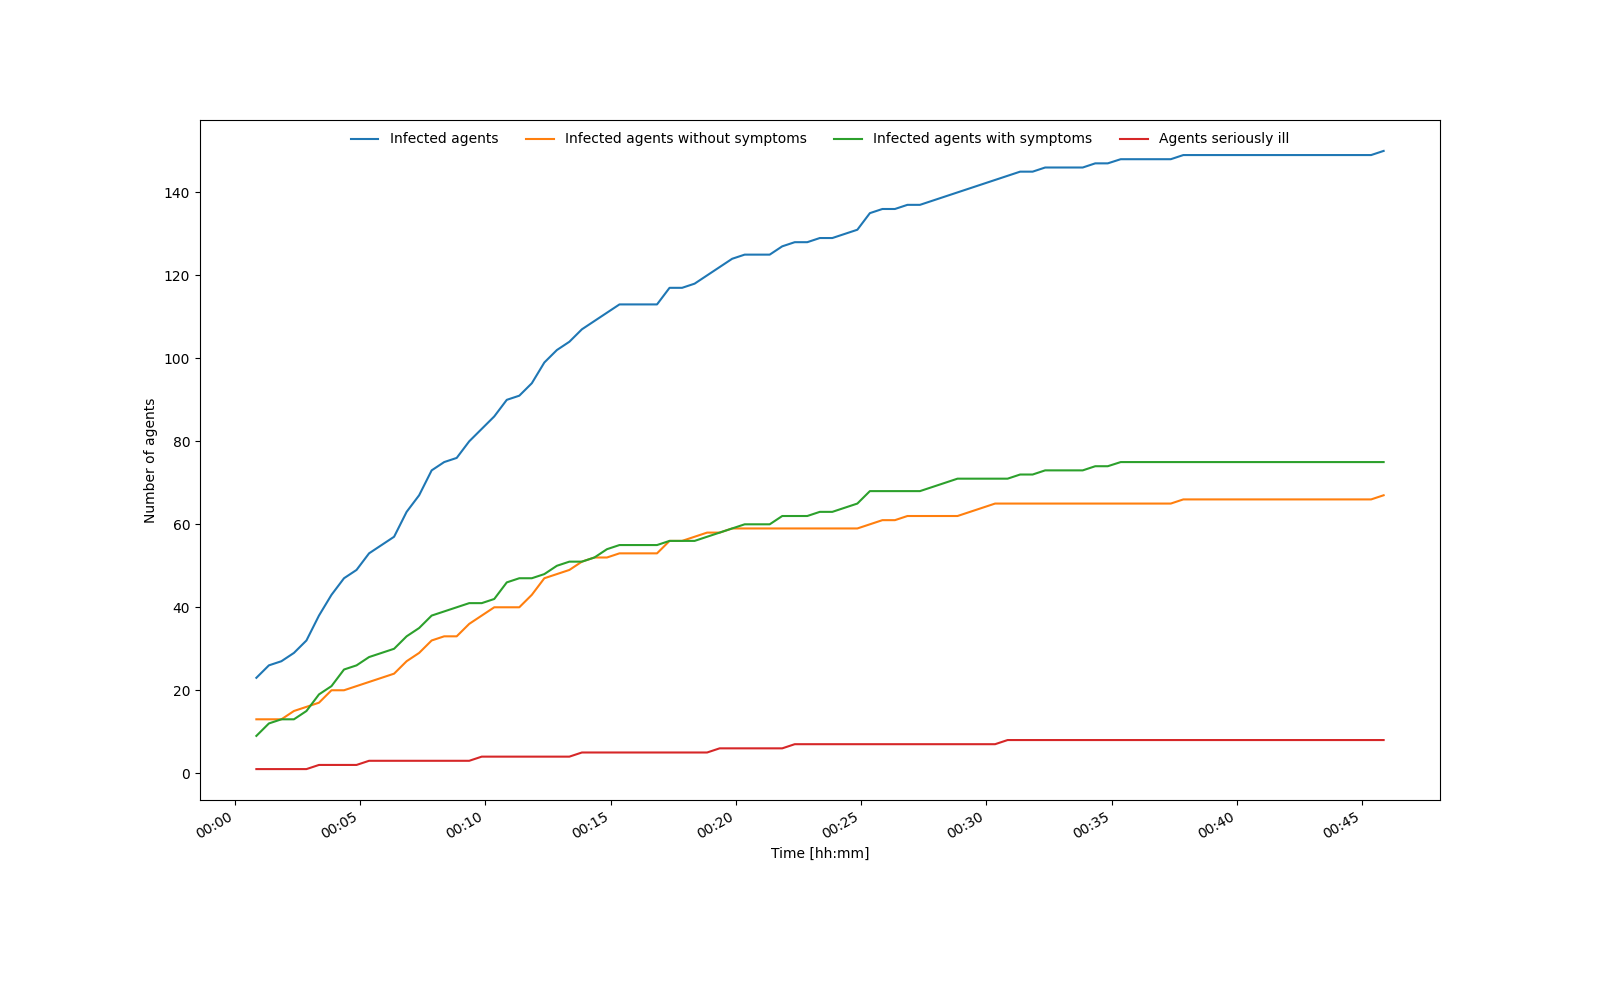 Infected agents Infected agents without symptoms Infected agents with symptoms Agents seriously ill
140
120
100
80
60
40
20
0
Number of agents
00:00 00:05 00:10 00:15 00:20 00:25 00:30 00:35 00:40 00:45
Time [hh:mm]